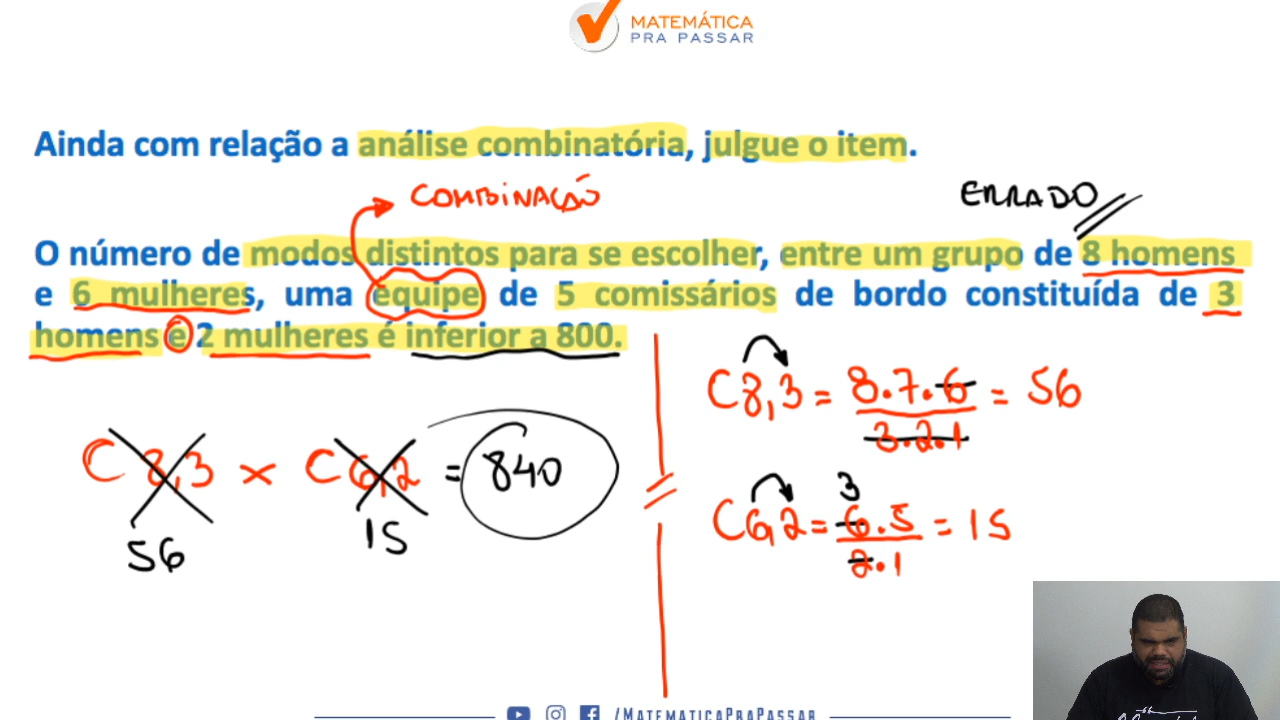 MATEMÁTICA
PRA PASSAR
Ainda com relação a análise combinatória, julgue o item.
COMBINAÇÃO
ERRADO
O número de modos distintos para se escolher, entre um grupo de 8 homens
e 6 mulheres, uma equipe de 5 comissários de bordo constituída de 3
homens e 2 mulheres é inferior a 800.
C8,3 × C6,2 = 840
56 15
C8,3 = 8.7.6 / 3.2.1 = 56
3
C6,2 = 6.5 / 2.1 = 15
/MATEMATICAPRAPASSAR